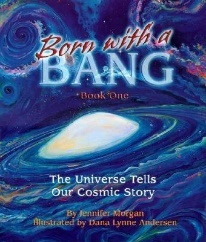 Born with a
BANG
Book One
The Universe Tells
Our Cosmic Story
By Jennifer Morgan
Illustrated by Dana Lynne Andersen